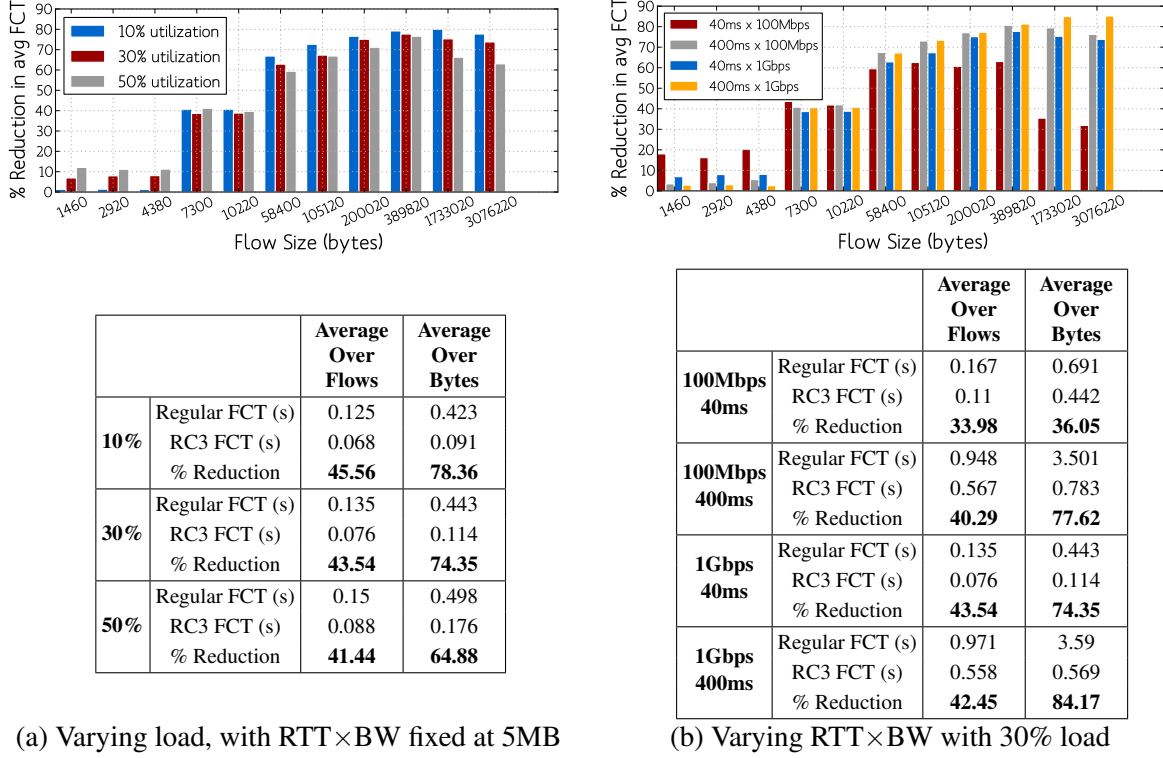 % Reduction in avg FCT
90
80
70
60
50
40
30
20
10
0
10% utilization
30% utilization
50% utilization
1460
2920
4380
7300
10220
58400
105120
200020
389820
1733020
3076220
Flow Size (bytes)
Average Over Flows
Average Over Bytes
10%
Regular FCT (s) 0.125 0.423
RC3 FCT (s) 0.068 0.091
% Reduction 45.56 78.36
30%
Regular FCT (s) 0.135 0.443
RC3 FCT (s) 0.076 0.114
% Reduction 43.54 74.35
50%
Regular FCT (s) 0.15 0.498
RC3 FCT (s) 0.088 0.176
% Reduction 41.44 64.88
(a) Varying load, with RTT×BW fixed at 5MB
% Reduction in avg FCT
90
80
70
60
50
40
30
20
10
0
40ms x 100Mbps
400ms x 100Mbps
40ms x 1Gbps
400ms x 1Gbps
1460
2920
4380
7300
10220
58400
105120
200020
389820
1733020
3076220
Flow Size (bytes)
Average Over Flows
Average Over Bytes
100Mbps 40ms
Regular FCT (s) 0.167 0.691
RC3 FCT (s) 0.11 0.442
% Reduction 33.98 36.05
100Mbps 400ms
Regular FCT (s) 0.948 3.501
RC3 FCT (s) 0.567 0.783
% Reduction 40.29 77.62
1Gbps 40ms
Regular FCT (s) 0.135 0.443
RC3 FCT (s) 0.076 0.114
% Reduction 43.54 74.35
1Gbps 400ms
Regular FCT (s) 0.971 3.59
RC3 FCT (s) 0.558 0.569
% Reduction 42.45 84.17
(b) Varying RTT×BW with 30% load